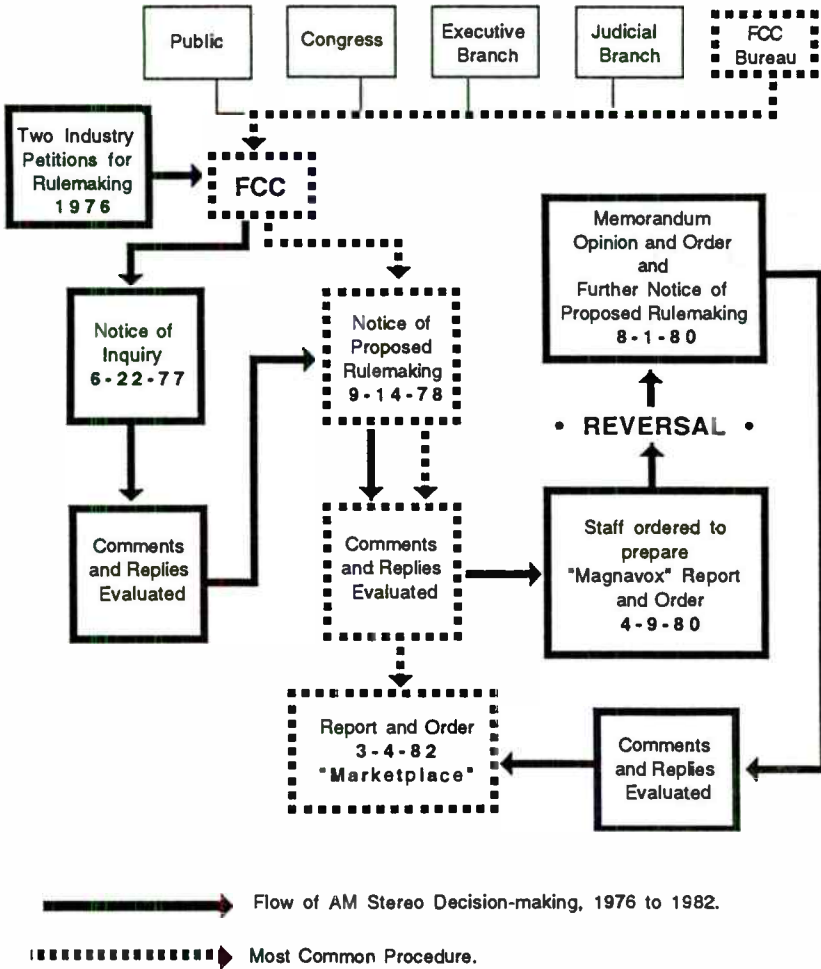 Public
Congress
Executive
Branch
Judicial
Branch
FCC
Bureau
Two Industry
Petitions for
Rulemaking
1976
FCC
Notice of
Inquiry
6-22-77
Notice of
Proposed
Rulemaking
9-14-78
Memorandum
Opinion and Order
and
Further Notice of
Proposed Rulemaking
8-1-80
• REVERSAL •
Comments
and Replies
Evaluated
Comments
and Replies
Evaluated
Staff ordered to
prepare
"Magnavox" Report
and Order
4-9-80
Report and Order
3-4-82
"Marketplace"
Comments
and Replies
Evaluated
Flow of AM Stereo Decision-making, 1976 to 1982.
Most Common Procedure.